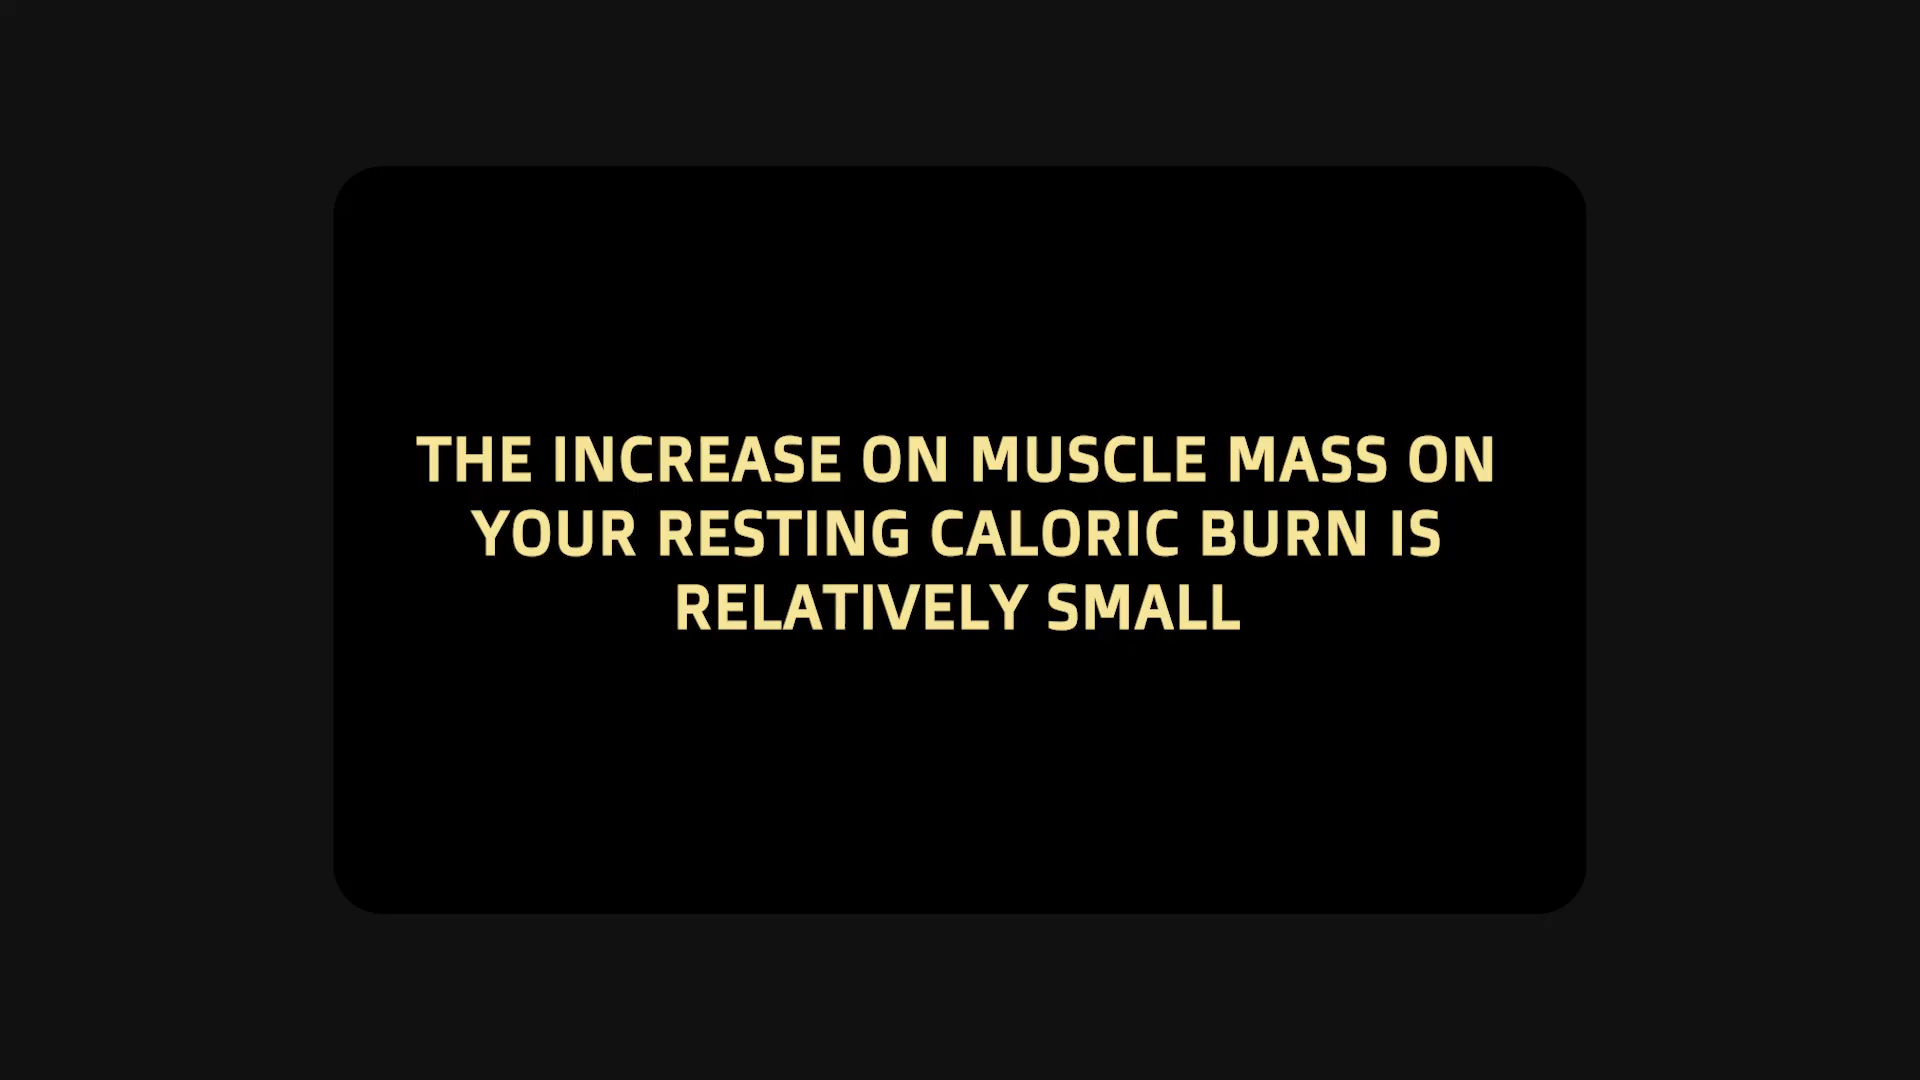 THE INCREASE ON MUSCLE MASS ON
YOUR RESTING CALORIC BURN IS
RELATIVELY SMALL